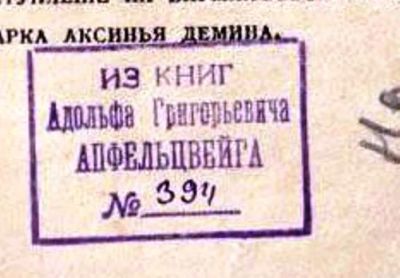 АРКА АКСИНЬЯ ДЕМИНА.
ИЗ КНИГ
Адольфа Григорьевича
АПФЕЛЬЦВЕЙГА
№ 394